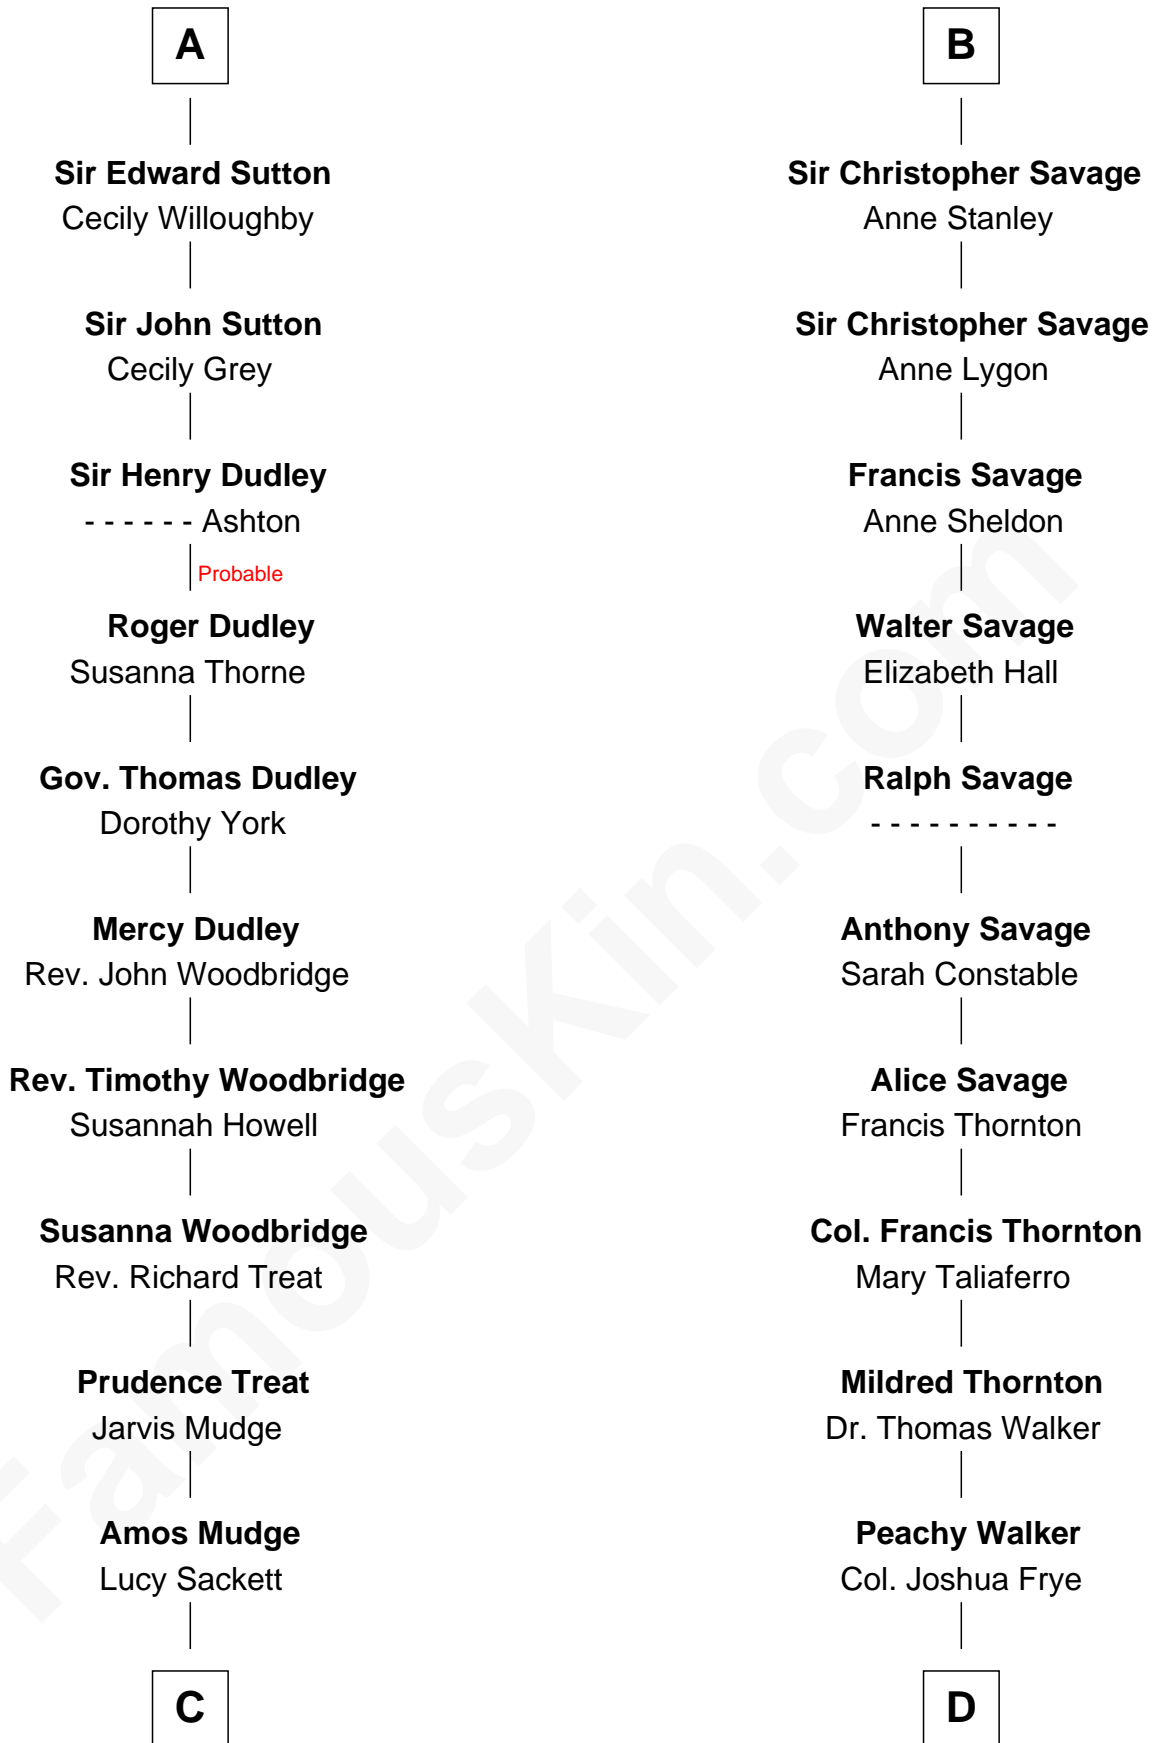 A
Sir Edward Sutton
Cecily Willoughby
Sir John Sutton
Cecily Grey
Sir Henry Dudley
- - - - - - Ashton
Probable
Roger Dudley
Susanna Thorne
Gov. Thomas Dudley
Dorothy York
Mercy Dudley
Rev. John Woodbridge
Rev. Timothy Woodbridge
Susannah Howell
Susanna Woodbridge
Rev. Richard Treat
Prudence Treat
Jarvis Mudge
Amos Mudge
Lucy Sackett
C
B
Sir Christopher Savage
Anne Stanley
Sir Christopher Savage
Anne Lygon
Francis Savage
Anne Sheldon
Walter Savage
Elizabeth Hall
Ralph Savage
- - - - - - - - - -
Anthony Savage
Sarah Constable
Alice Savage
Francis Thornton
Col. Francis Thornton
Mary Taliaferro
Mildred Thornton
Dr. Thomas Walker
Peachy Walker
Col. Joshua Frye
D
FamousKin.com